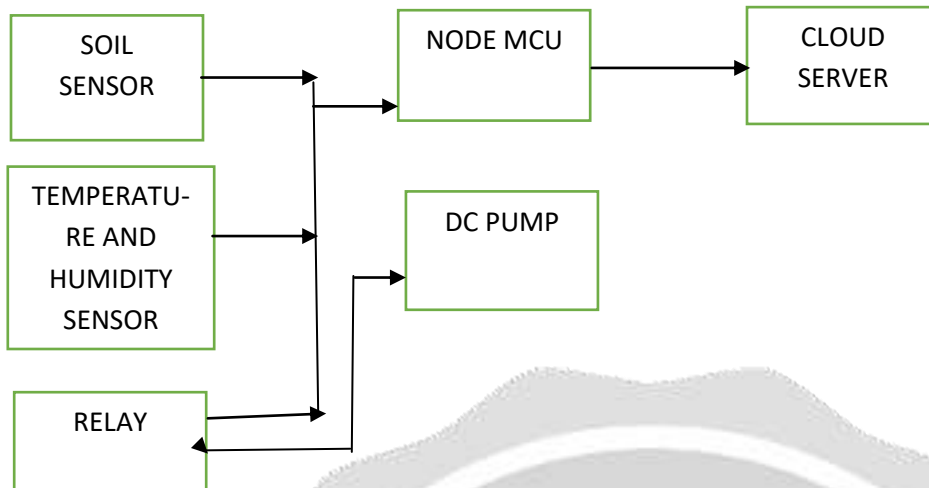 SOIL
SENSOR
NODE MCU
CLOUD
SERVER
TEMPERATU-
RE AND
HUMIDITY
SENSOR
DC PUMP
RELAY